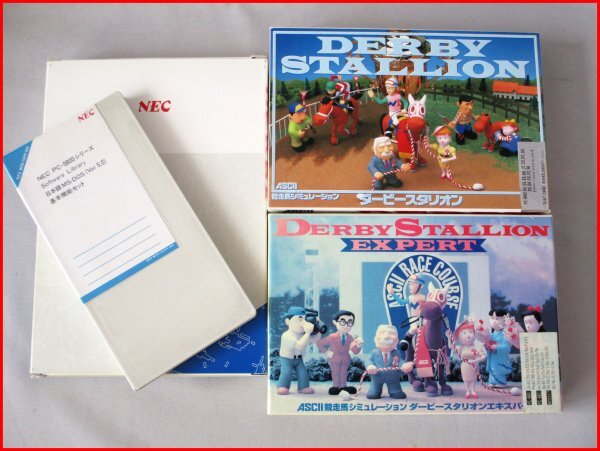 NEC
NEC
NEC PC-9800シリーズ
Software Library
日本語MS-DOS (Ver 5.0)
基本機能セット
DERBY
STALLION
ASCII
競走馬シミュレーション ダービースタリオン
DERBY STALLION
EXPERT
ASCII RACE COURSE
ASCII競走馬シミュレーション ダービースタリオンエキスパー